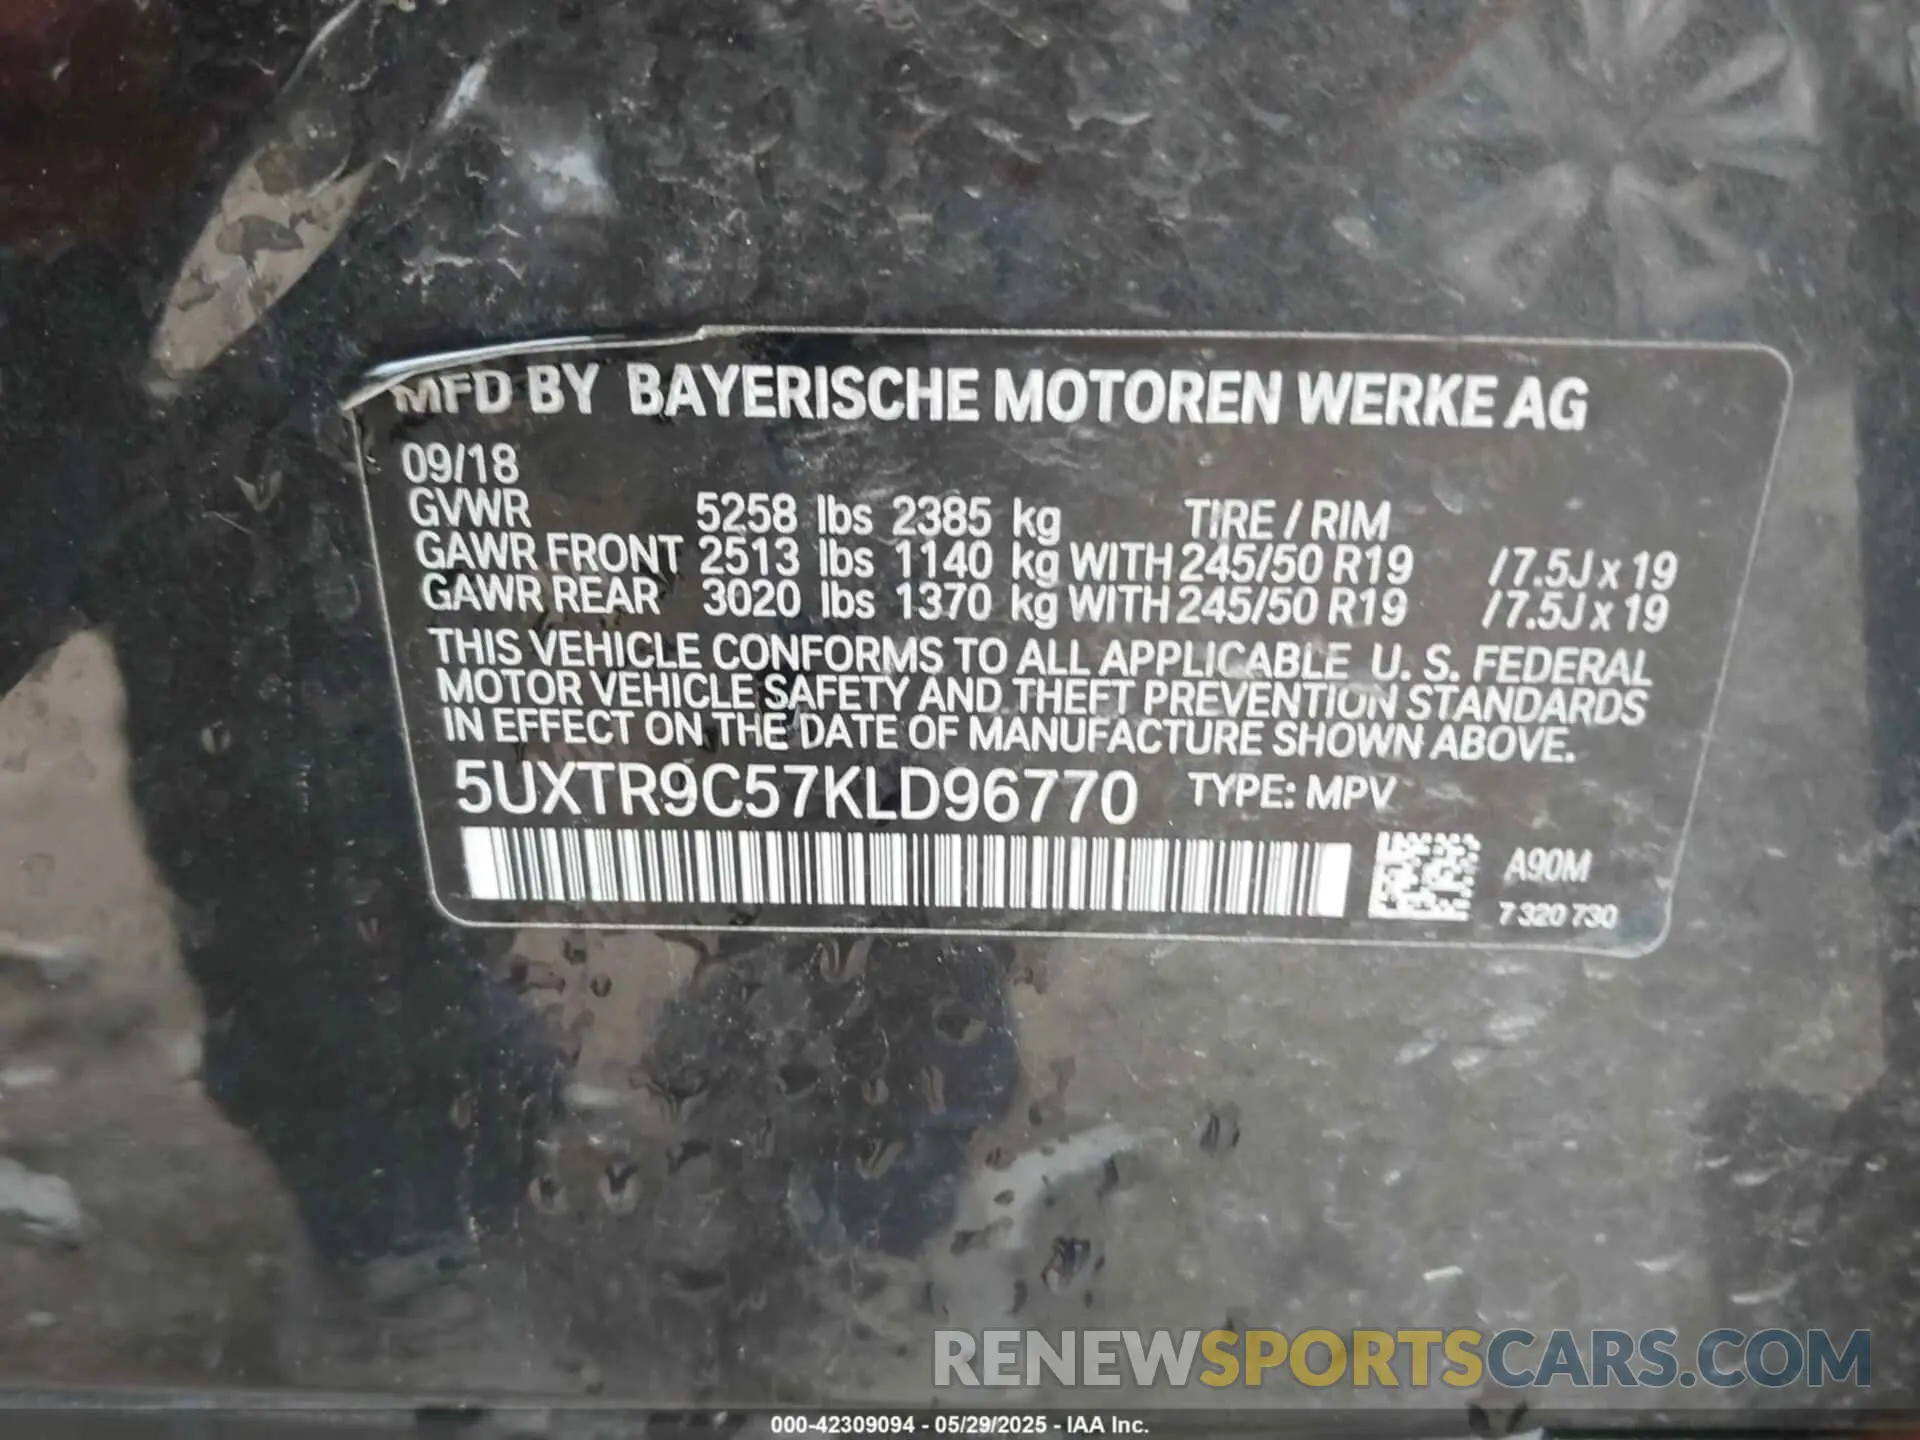 MFD BY BAYERISCHE MOTOREN WERKE AG
09/18
GVWR 5258 lbs 2385 kg TIRE / RIM
GAWR FRONT 2513 lbs 1140 kg WITH 245/50 R19 / 7.5J x 19
GAWR REAR 3020 lbs 1370 kg WITH 245/50 R19 / 7.5J x 19
THIS VEHICLE CONFORMS TO ALL APPLICABLE U. S. FEDERAL
MOTOR VEHICLE SAFETY AND THEFT PREVENTION STANDARDS
IN EFFECT ON THE DATE OF MANUFACTURE SHOWN ABOVE.
5UXTR9C57KLD96770 TYPE: MPV
A90M
7 320 730
RENEWSPORTSCARS.COM
000-42309094 - 05/29/2025 - IAA Inc.